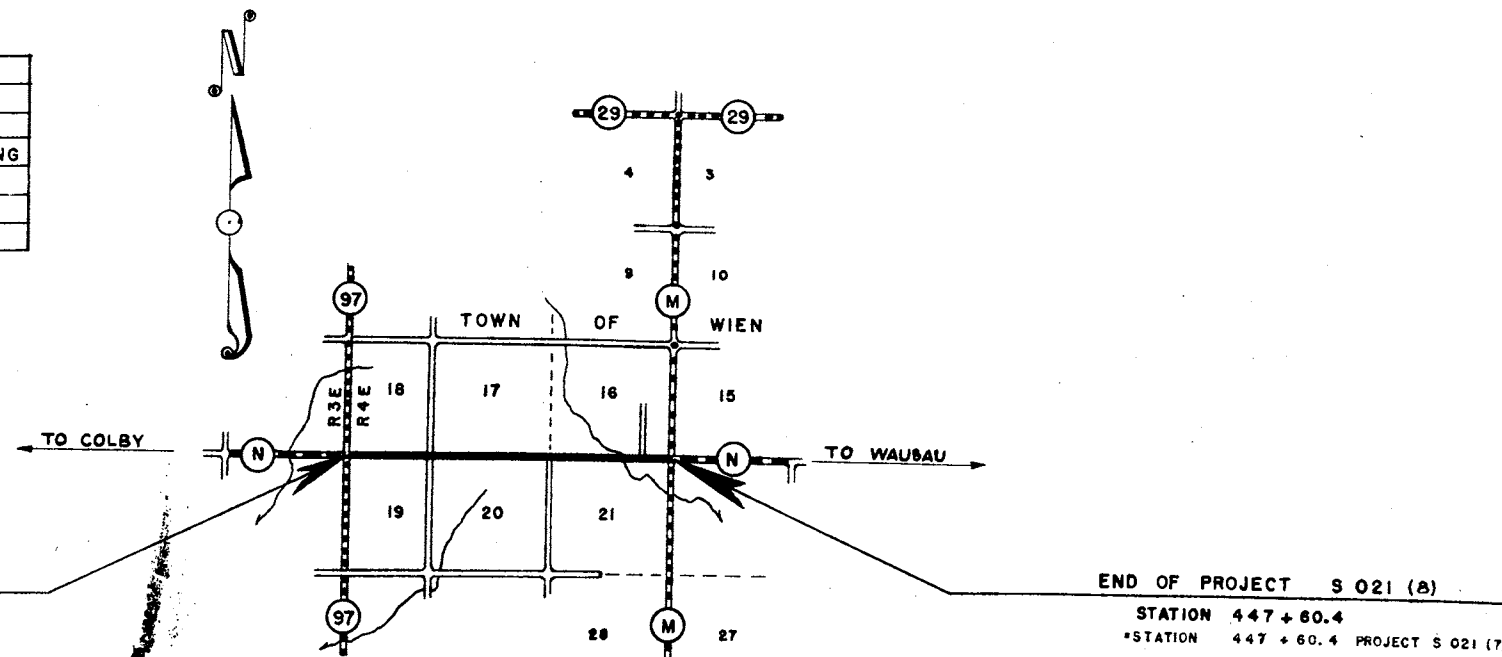 N
NG
29 29
4 3
9 10
97 M
TOWN OF WIEN
R3E R4E 18 17 16 15
TO COLBY N N TO WAUSAU
19 20 21
97 28 M 27
END OF PROJECT S 021 (8)
STATION 447 + 60.4
=STATION 447 + 60.4 PROJECT S 021 (7